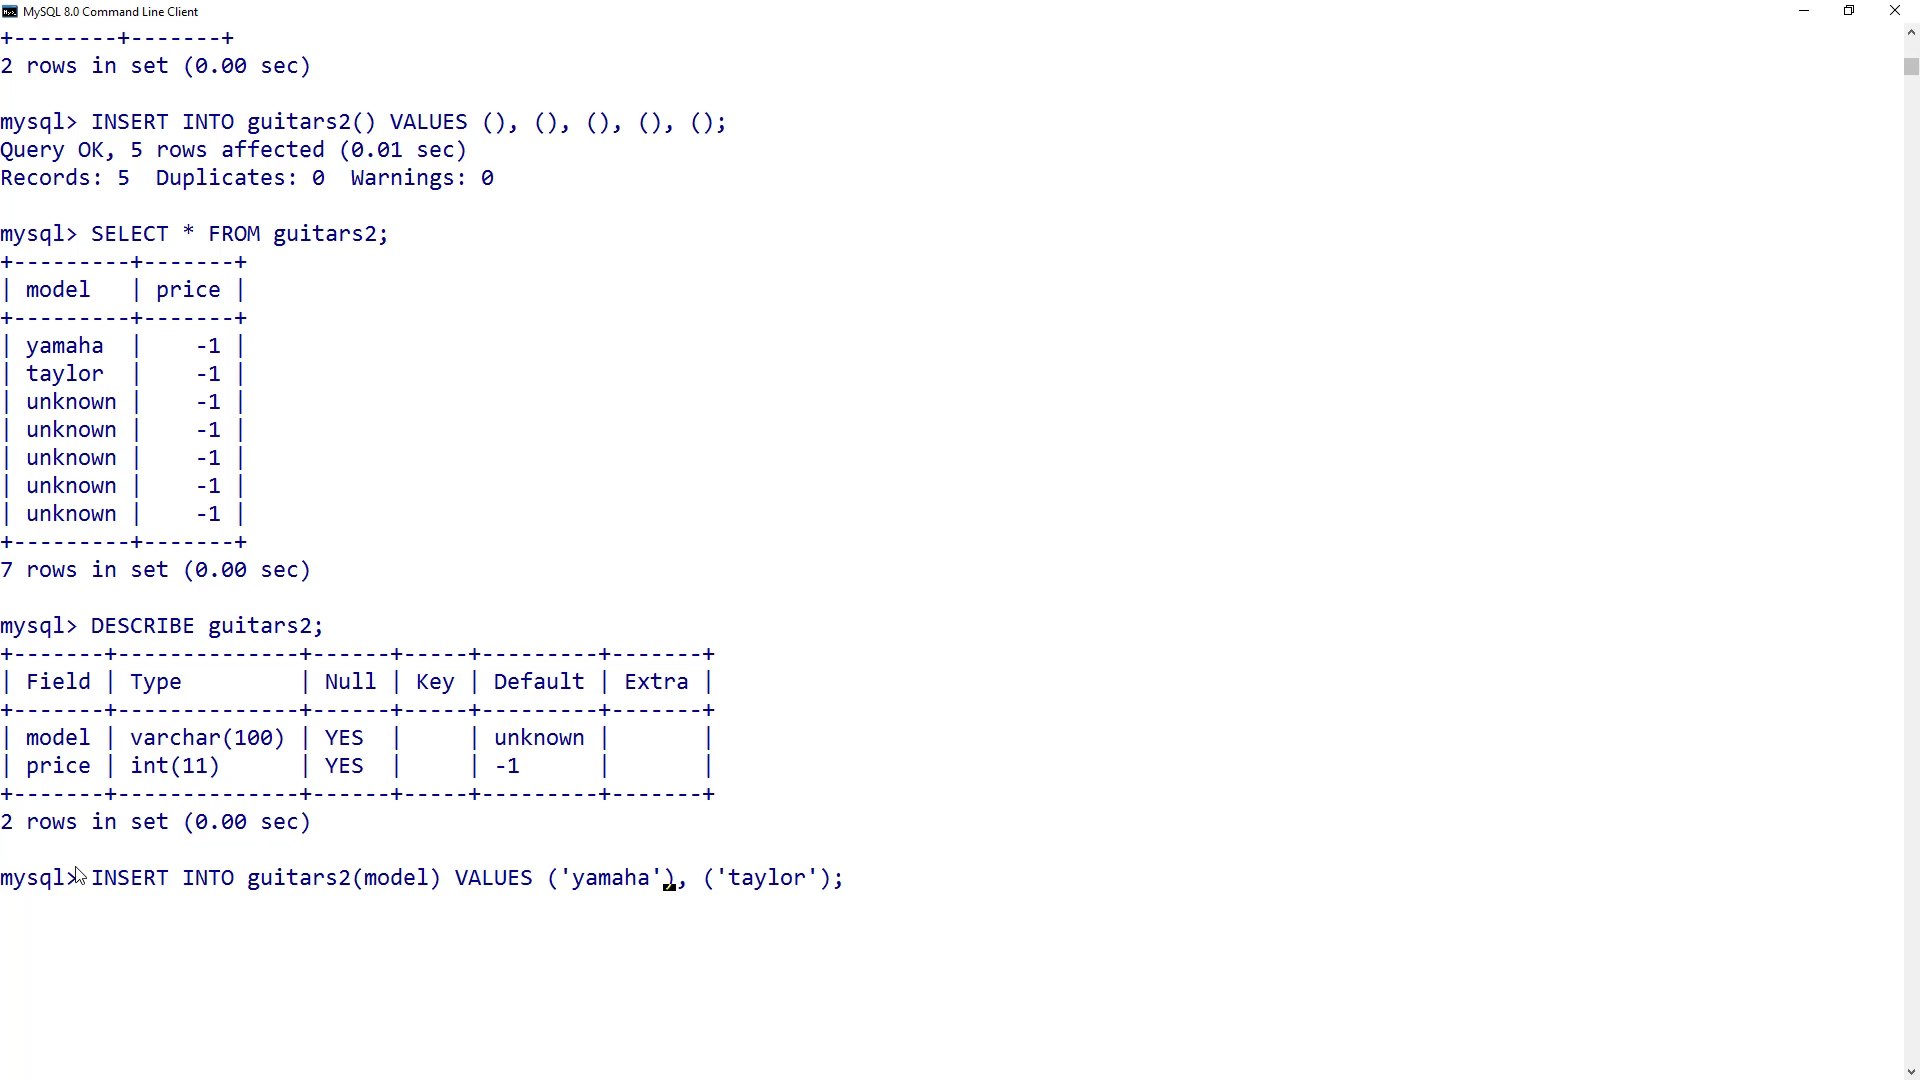 MySQL 8.0 Command Line Client
+--------+-------+
2 rows in set (0.00 sec)
mysql> INSERT INTO guitars2() VALUES (), (), (), (), ();
Query OK, 5 rows affected (0.01 sec)
Records: 5  Duplicates: 0  Warnings: 0
mysql> SELECT * FROM guitars2;
+---------+-------+
| model   | price |
+---------+-------+
| yamaha  |    -1 |
| taylor  |    -1 |
| unknown |    -1 |
| unknown |    -1 |
| unknown |    -1 |
| unknown |    -1 |
| unknown |    -1 |
+---------+-------+
7 rows in set (0.00 sec)
mysql> DESCRIBE guitars2;
+-------+--------------+------+-----+---------+-------+
| Field | Type         | Null | Key | Default | Extra |
+-------+--------------+------+-----+---------+-------+
| model | varchar(100) | YES  |     | unknown |       |
| price | int(11)      | YES  |     | -1      |       |
+-------+--------------+------+-----+---------+-------+
2 rows in set (0.00 sec)
mysql> INSERT INTO guitars2(model) VALUES ('yamaha'), ('taylor');